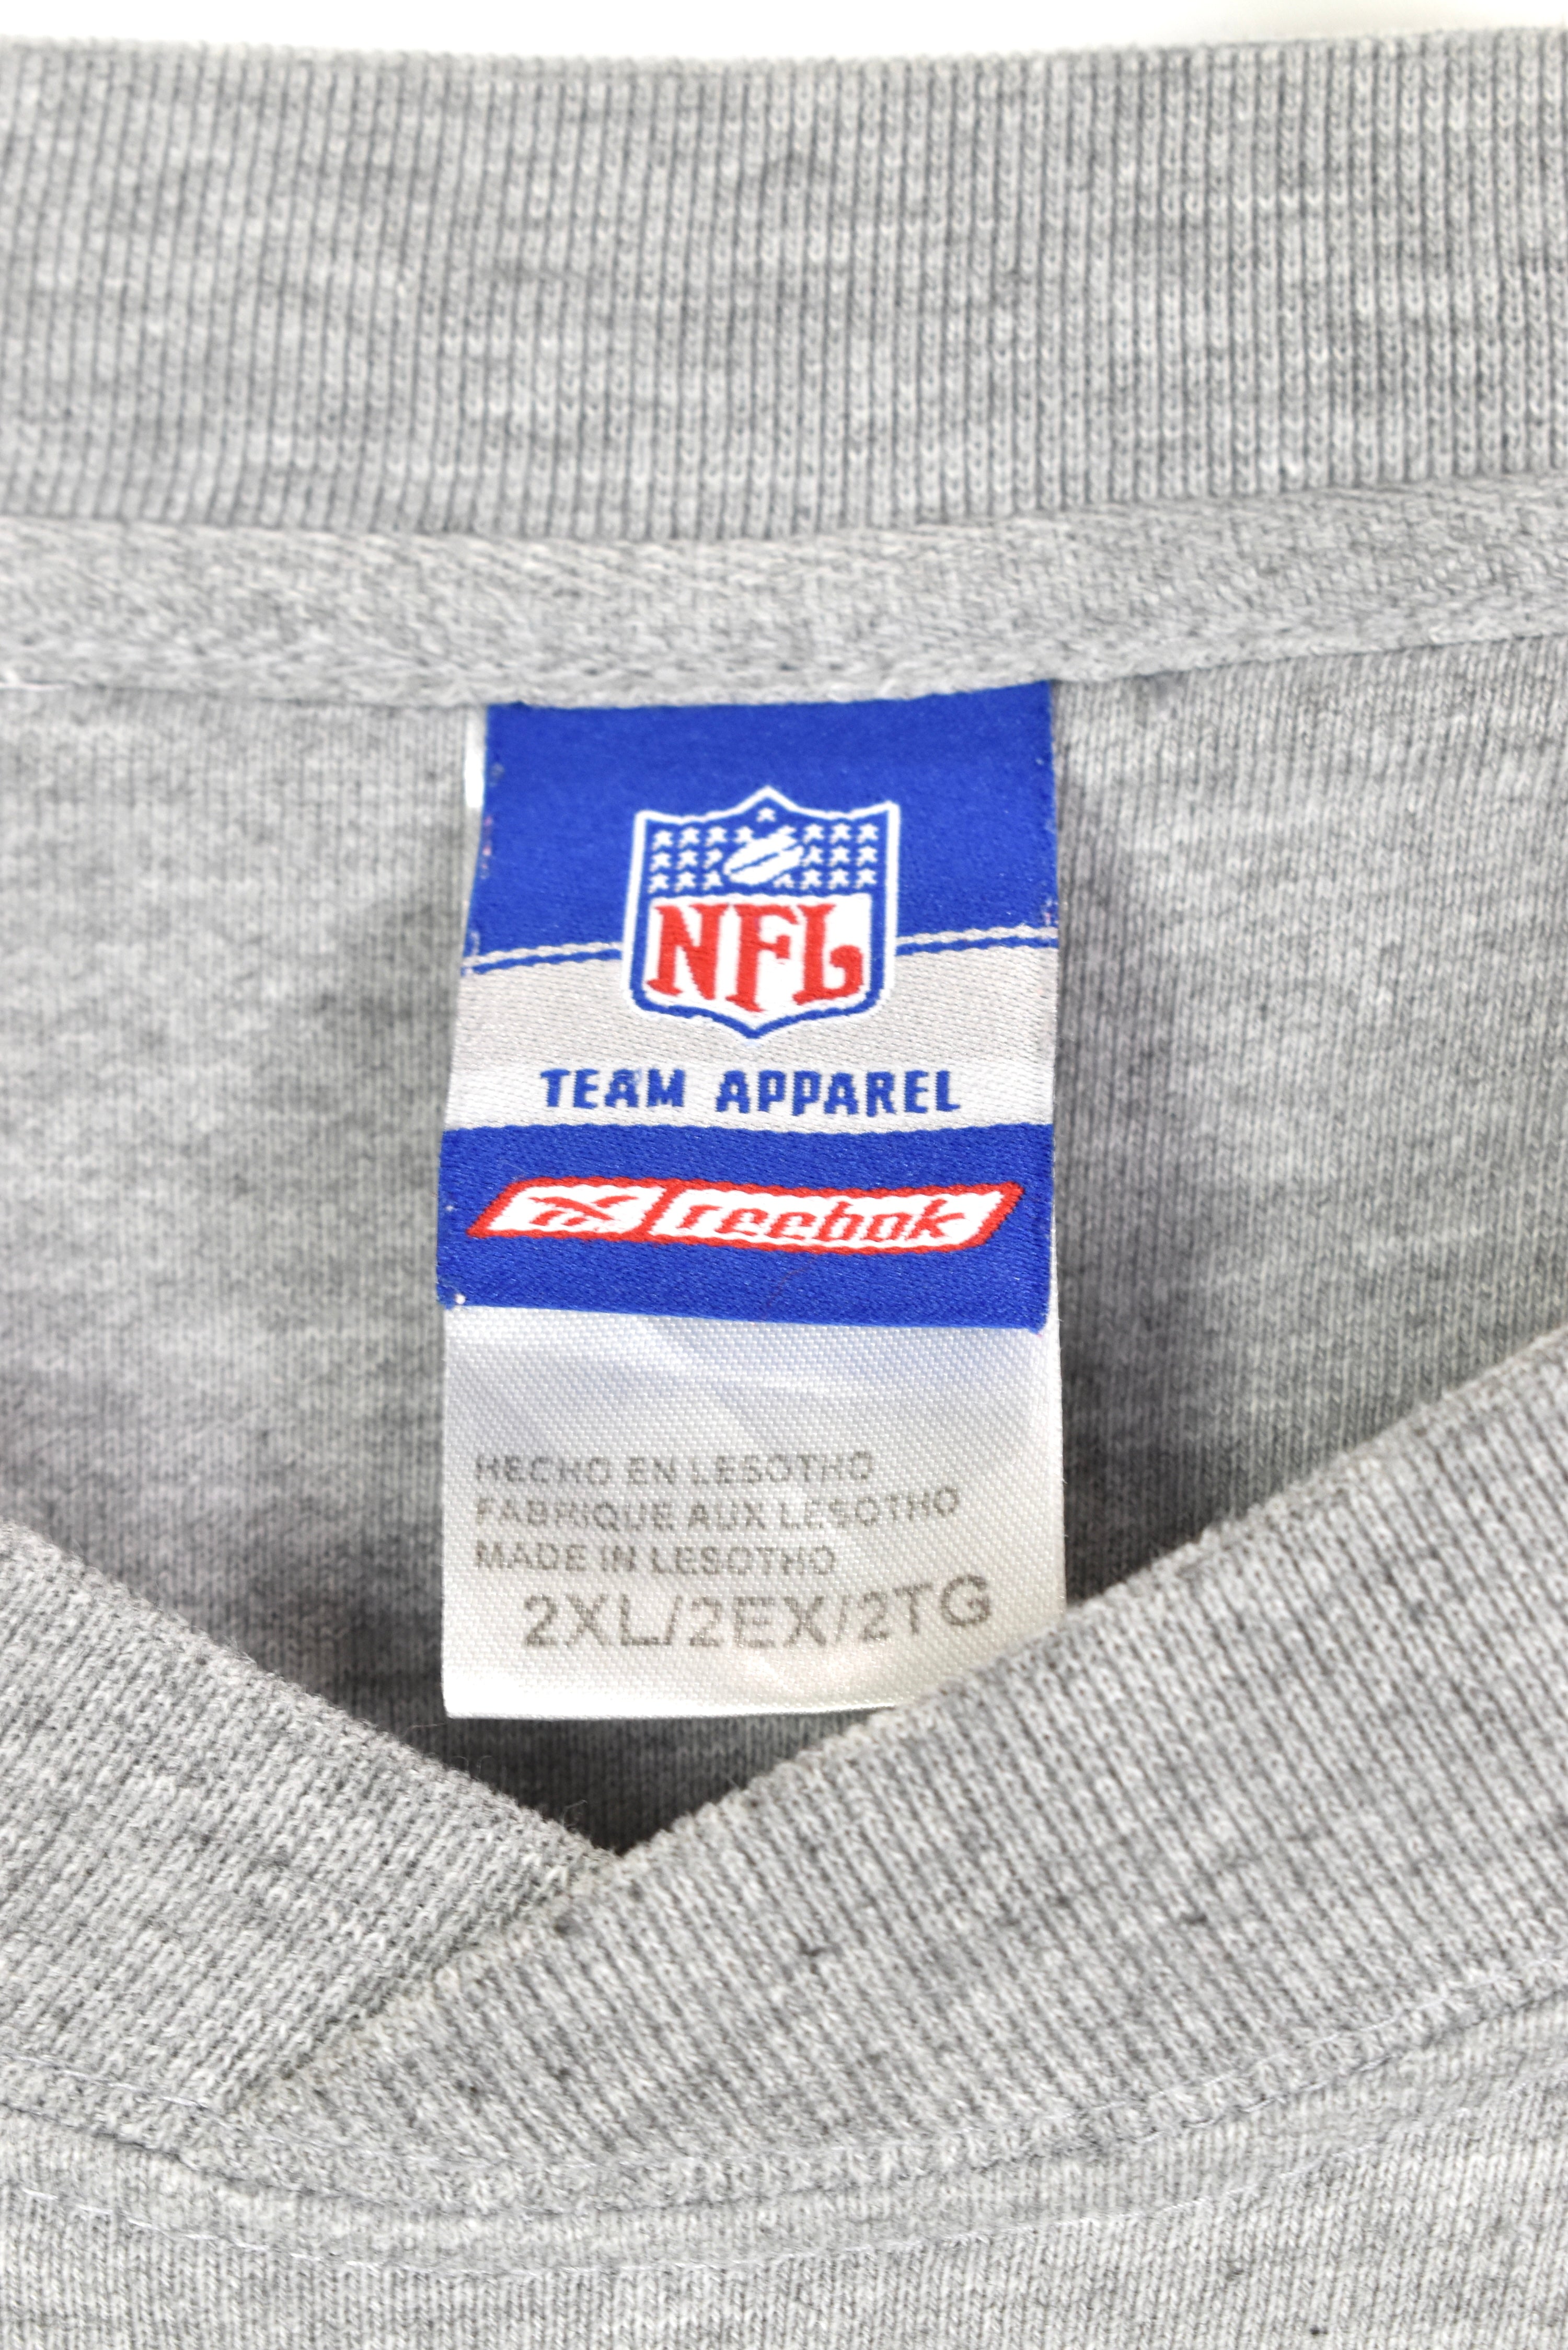 NFL
TEAM APPAREL
Reebok
HECHO EN LESOTHO
FABRIQUE AUX LESOTHO
MADE IN LESOTHO
2XL/2EX/2TG